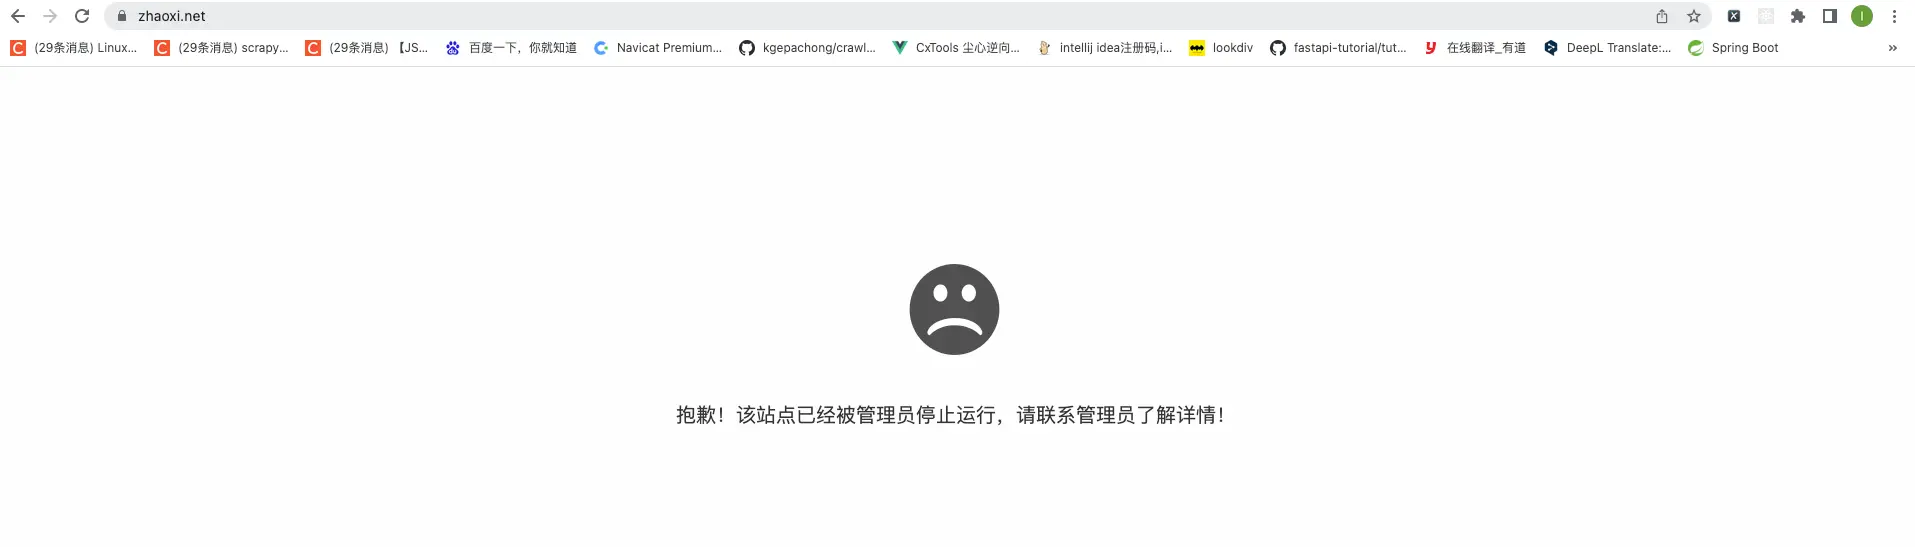 zhaoxi.net
(29条消息) Linux...
(29条消息) scrapy...
(29条消息) 【JS...
百度一下，你就知道
Navicat Premium...
kgepachong/crawl...
CxTools 尘心逆向...
intellij idea注册码,i...
lookdiv
fastapi-tutorial/tut...
在线翻译_有道
DeepL Translate:...
Spring Boot
抱歉！该站点已经被管理员停止运行，请联系管理员了解详情！